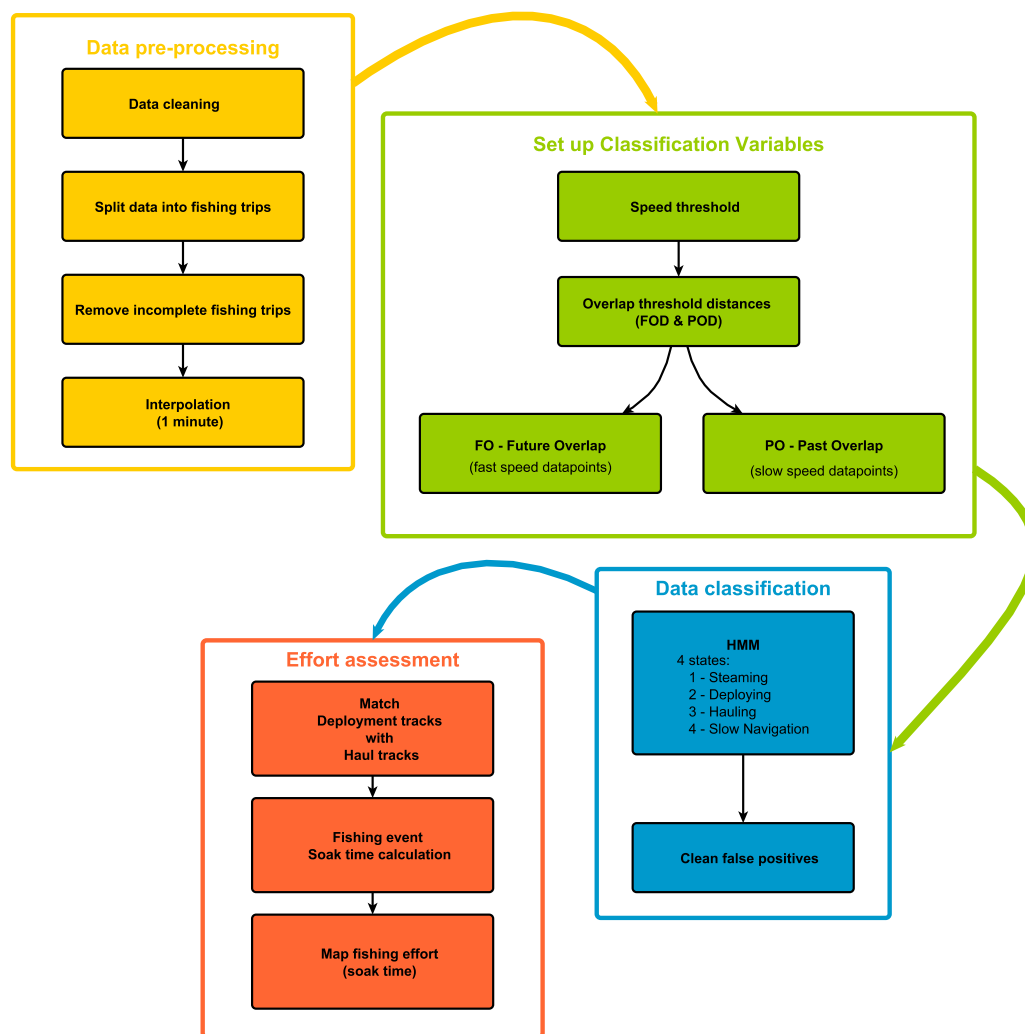 Data pre-processing
Data cleaning
Split data into fishing trips
Remove incomplete fishing trips
Interpolation
(1 minute)
Set up Classification Variables
Speed threshold
Overlap threshold distances
(FOD & POD)
FO - Future Overlap
(fast speed datapoints)
PO - Past Overlap
(slow speed datapoints)
Data classification
HMM
4 states:
1 - Steaming
2 - Deploying
3 - Hauling
4 - Slow Navigation
Clean false positives
Effort assessment
Match
Deployment tracks
with
Haul tracks
Fishing event
Soak time calculation
Map fishing effort
(soak time)